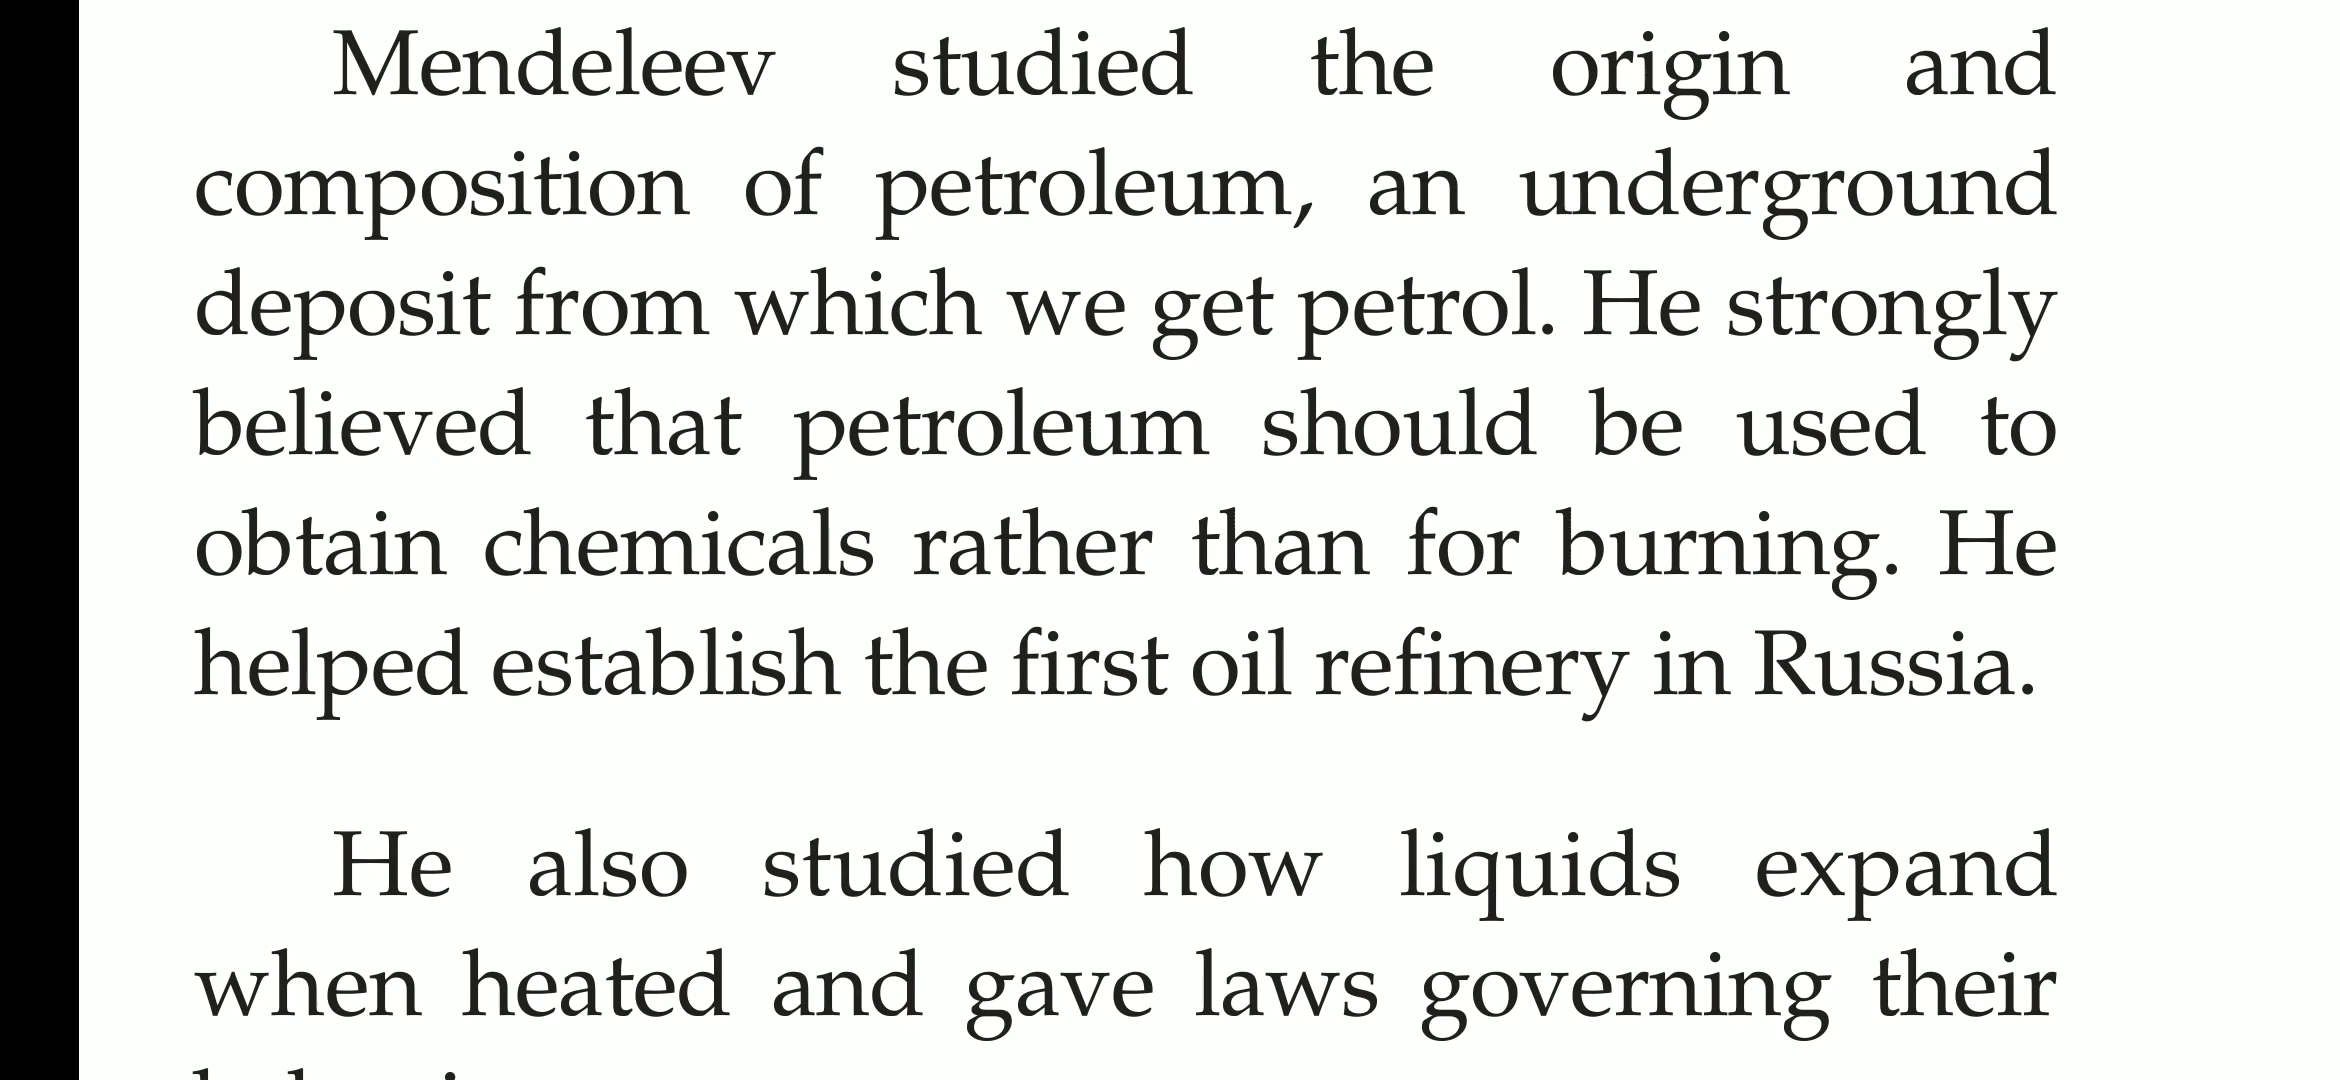 Mendeleev studied the origin and
composition of petroleum, an underground
deposit from which we get petrol. He strongly
believed that petroleum should be used to
obtain chemicals rather than for burning. He
helped establish the first oil refinery in Russia.
He also studied how liquids expand
when heated and gave laws governing their